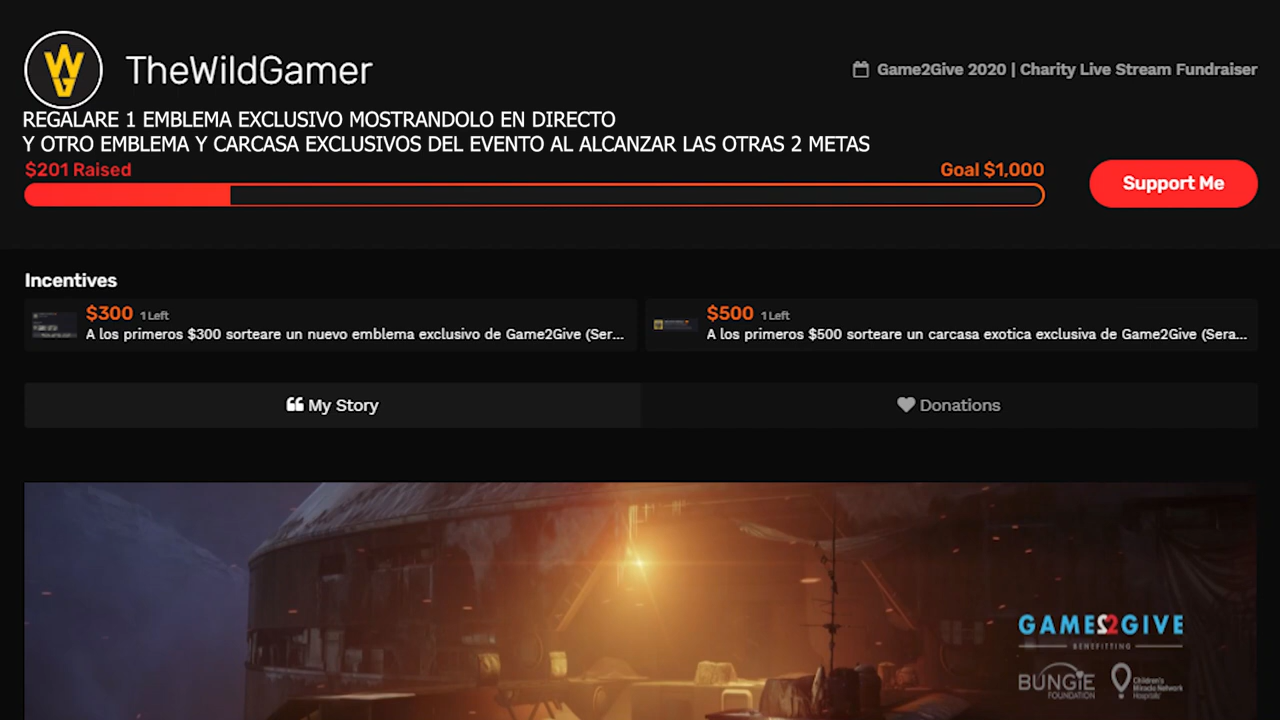 TheWildGamer
Game2Give 2020 | Charity Live Stream Fundraiser
REGALARE 1 EMBLEMA EXCLUSIVO MOSTRANDOLO EN DIRECTO
Y OTRO EMBLEMA Y CARCASA EXCLUSIVOS DEL EVENTO AL ALCANZAR LAS OTRAS 2 METAS
$201 Raised
Goal $1,000
Support Me
Incentives
$300 1 Left
A los primeros $300 sorteare un nuevo emblema exclusivo de Game2Give (Ser...
$500 1 Left
A los primeros $500 sorteare un carcasa exotica exclusiva de Game2Give (Sera...
My Story
Donations
GAME2GIVE
BENEFITTING
BUNGIE
FOUNDATION
Children's
Miracle Network
Hospitals